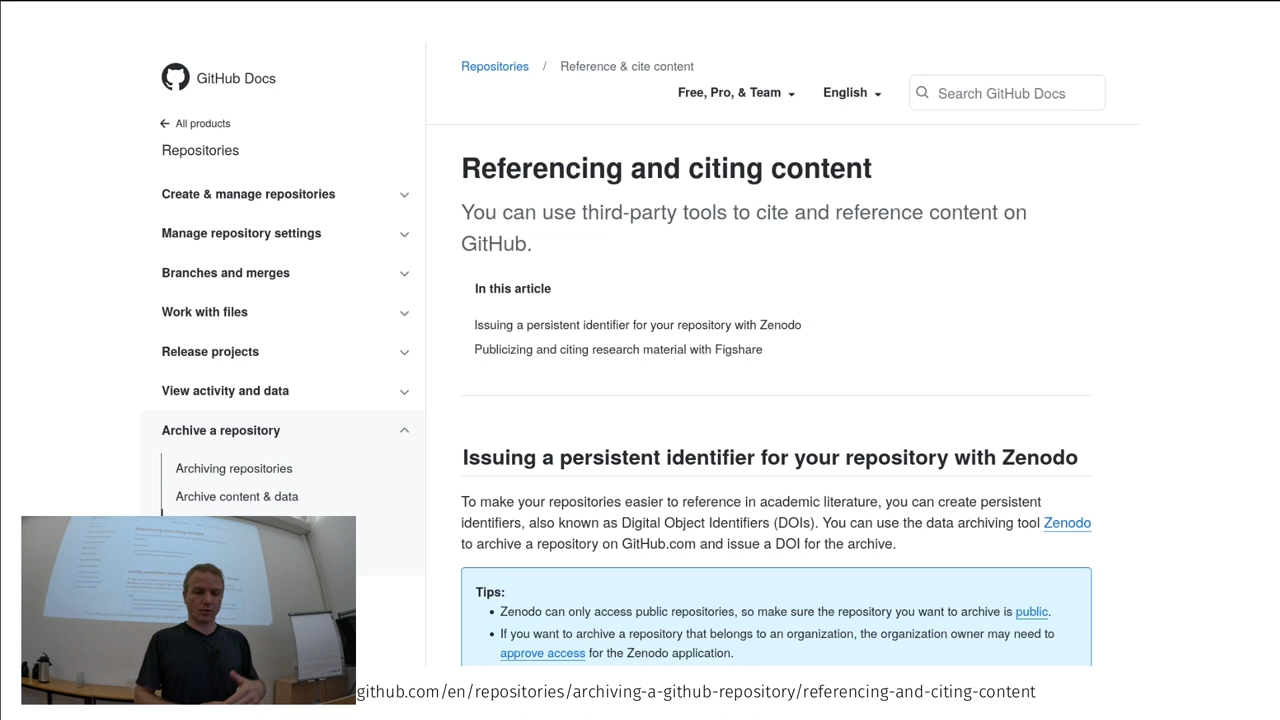 GitHub Docs
All products
Repositories
Create & manage repositories
Manage repository settings
Branches and merges
Work with files
Release projects
View activity and data
Archive a repository
Archiving repositories
Archive content & data
Repositories / Reference & cite content
Free, Pro, & Team
English
Search GitHub Docs
Referencing and citing content
You can use third-party tools to cite and reference content on
GitHub.
In this article
Issuing a persistent identifier for your repository with Zenodo
Publicizing and citing research material with Figshare
Issuing a persistent identifier for your repository with Zenodo
To make your repositories easier to reference in academic literature, you can create persistent
identifiers, also known as Digital Object Identifiers (DOIs). You can use the data archiving tool Zenodo
to archive a repository on GitHub.com and issue a DOI for the archive.
Tips:
• Zenodo can only access public repositories, so make sure the repository you want to archive is public.
• If you want to archive a repository that belongs to an organization, the organization owner may need to
approve access for the Zenodo application.
github.com/en/repositories/archiving-a-github-repository/referencing-and-citing-content